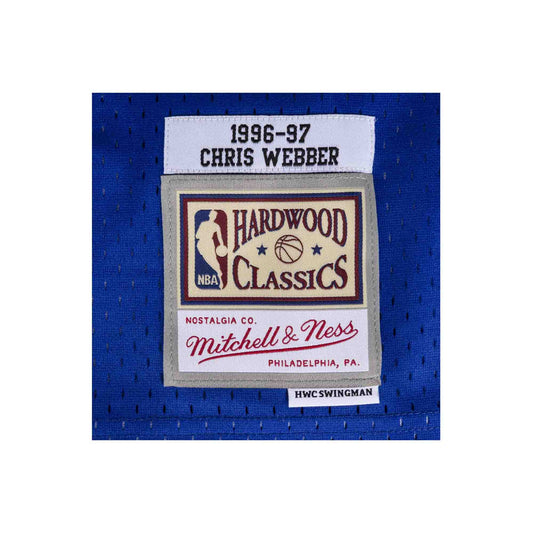 1996-97
CHRIS WEBBER
HARDWOOD
CLASSICS
NBA
NOSTALGIA CO.
Mitchell & Ness
PHILADELPHIA, PA.
HWC SWINGMAN